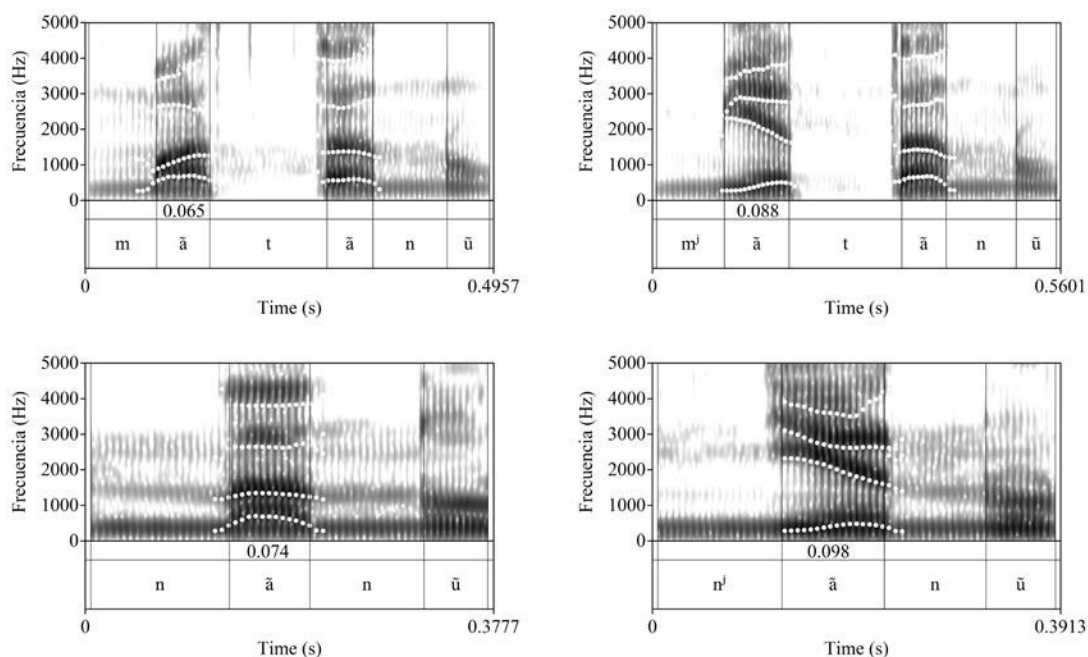 Frecuencia (Hz)
5000
4000
3000
2000
1000
0
0.065
m ã t ã n ũ
0 0.4957
Time (s)
Frecuencia (Hz)
5000
4000
3000
2000
1000
0
0.088
mʲ ã t ã n ũ
0 0.5601
Time (s)
Frecuencia (Hz)
5000
4000
3000
2000
1000
0
0.074
n ã n ũ
0 0.3777
Time (s)
Frecuencia (Hz)
5000
4000
3000
2000
1000
0
0.098
nʲ ã n ũ
0 0.3913
Time (s)